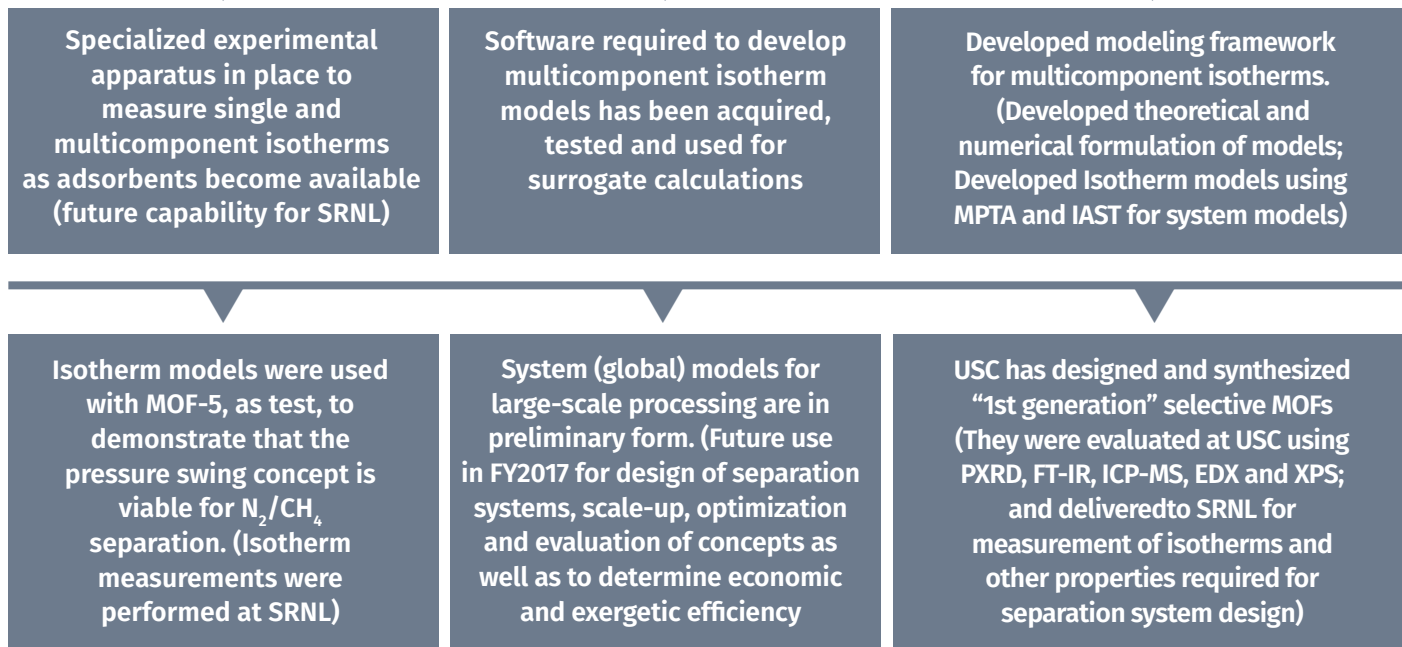 Specialized experimental
apparatus in place to
measure single and
multicomponent isotherms
as adsorbents become available
(future capability for SRNL)
Software required to develop
multicomponent isotherm
models has been acquired,
tested and used for
surrogate calculations
Developed modeling framework
for multicomponent isotherms.
(Developed theoretical and
numerical formulation of models;
Developed Isotherm models using
MPTA and IAST for system models)
Isotherm models were used
with MOF-5, as test, to
demonstrate that the
pressure swing concept is
viable for N₂/CH₄
separation. (Isotherm
measurements were
performed at SRNL)
System (global) models for
large-scale processing are in
preliminary form. (Future use
in FY2017 for design of separation
systems, scale-up, optimization
and evaluation of concepts as
well as to determine economic
and exergetic efficiency
USC has designed and synthesized
“1st generation” selective MOFs
(They were evaluated at USC using
PXRD, FT-IR, ICP-MS, EDX and XPS;
and deliveredto SRNL for
measurement of isotherms and
other properties required for
separation system design)